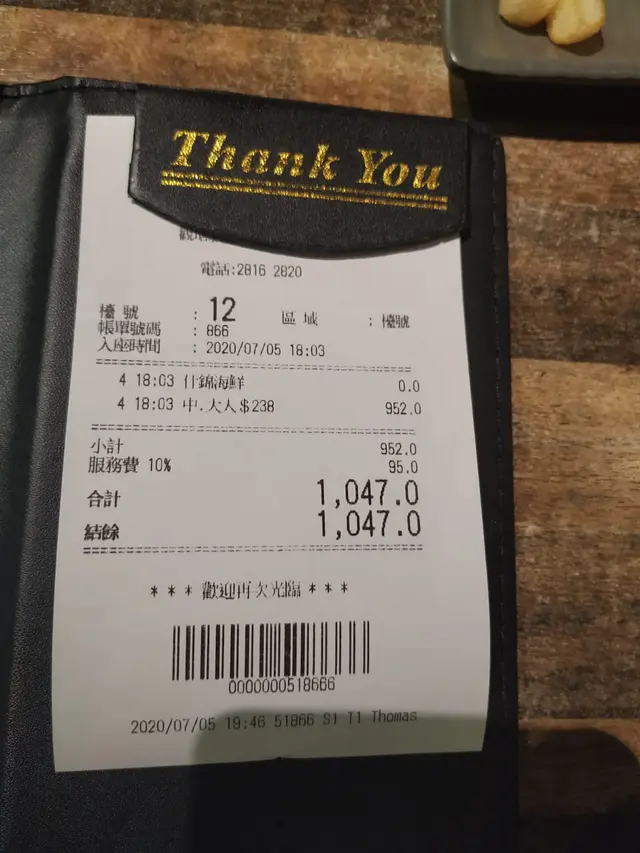 Thank You
電話:2816 2820
檯號 : 12 區域 : 檯號
帳單號碼 : 866
入座時間 : 2020/07/05 18:03
4 18:03 什錦海鮮 0.0
4 18:03 中.大人$238 952.0
小計 952.0
服務費 10% 95.0
合計 1,047.0
結餘 1,047.0
* * * 歡迎再次光臨 * * *
0000000518666
2020/07/05 19:46 51866 S1 T1 Thomas